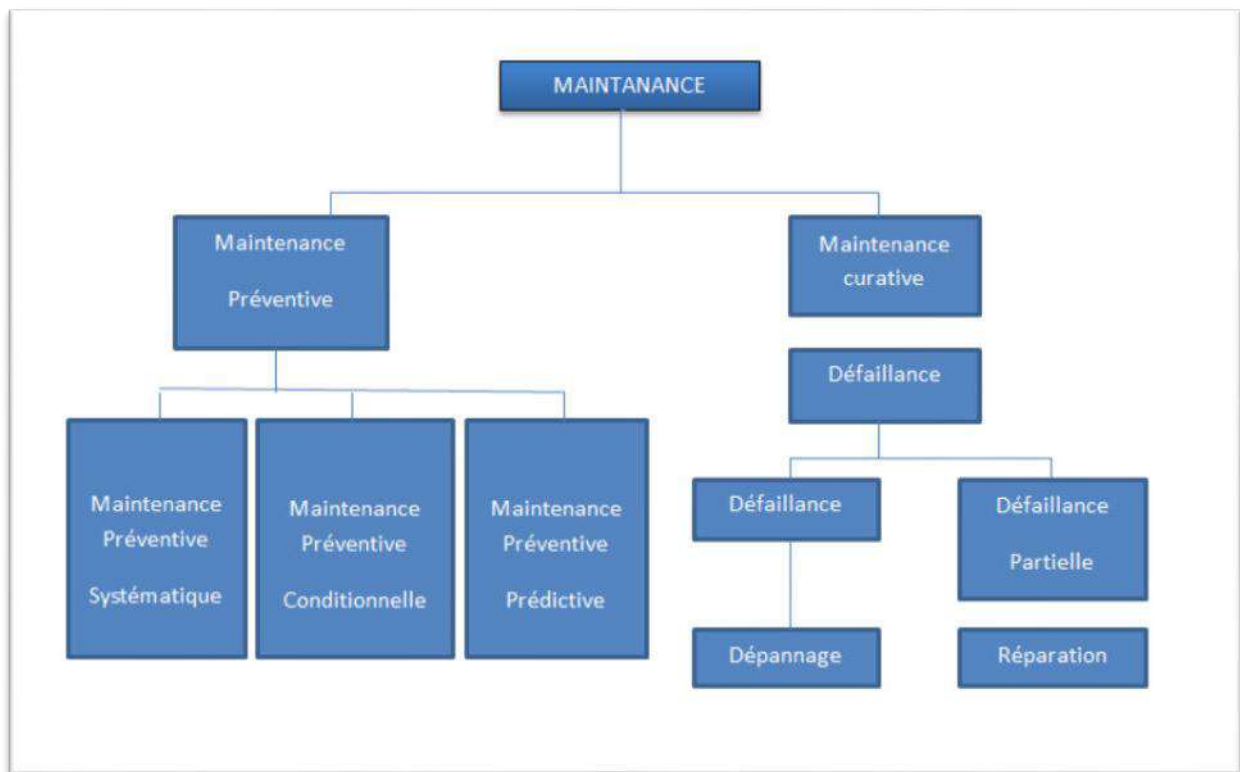 MAINTANANCE
Maintenance
Préventive
Maintenance
curative
Défaillance
Maintenance
Préventive
Systématique
Maintenance
Préventive
Conditionnelle
Maintenance
Préventive
Prédictive
Défaillance
Défaillance
Partielle
Dépannage
Réparation